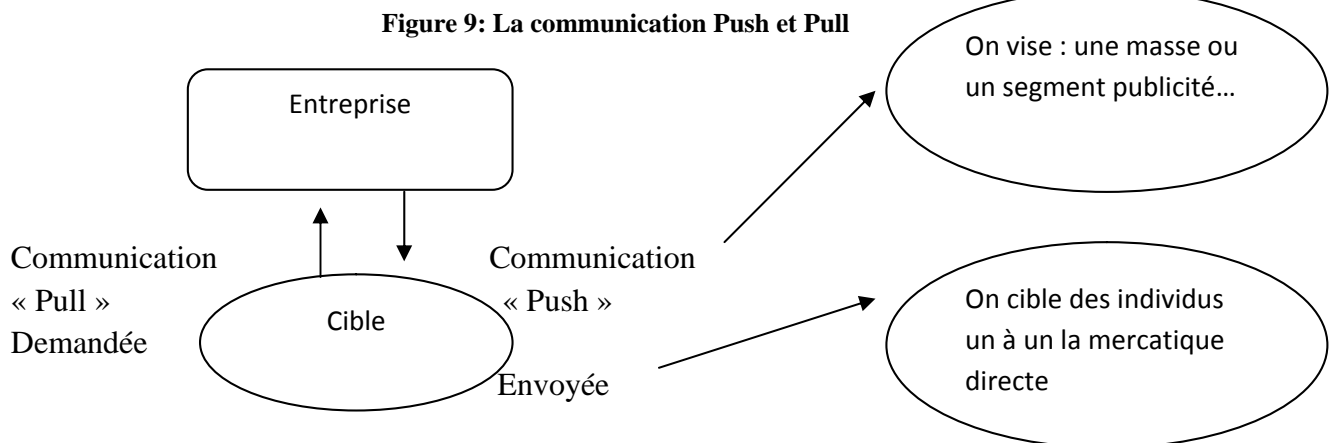 Figure 9: La communication Push et Pull
Entreprise
On vise : une masse ou
un segment publicité…
Communication
« Pull »
Demandée
Cible
Communication
« Push »
Envoyée
On cible des individus
un à un la mercatique
directe